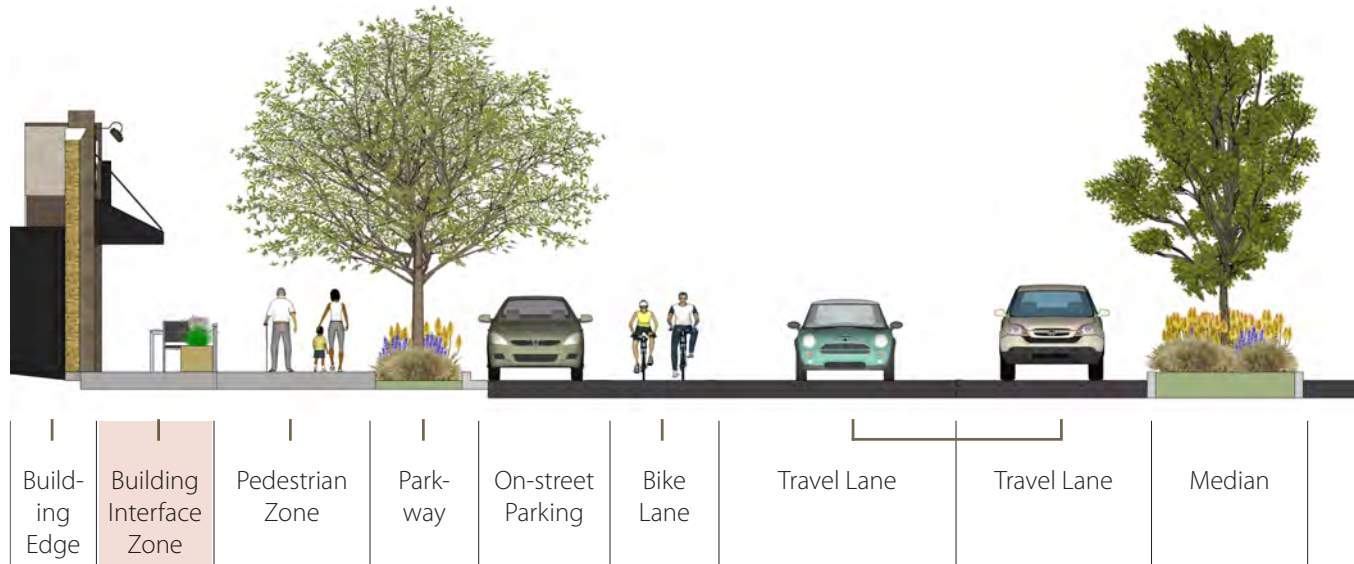 Build-
ing
Edge
Building
Interface
Zone
Pedestrian
Zone
Park-
way
On-street
Parking
Bike
Lane
Travel Lane
Travel Lane
Median